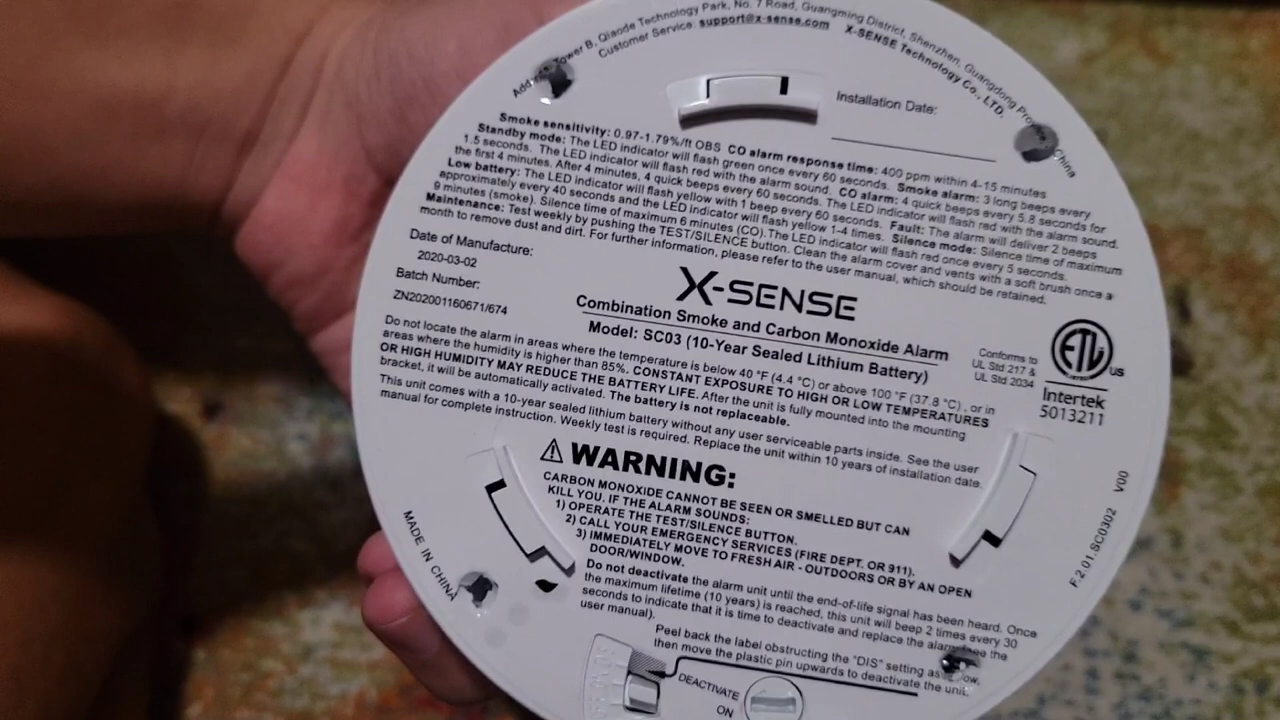 Address: Tower B, Qiaode Technology Park, No. 7 Road, Guangming District, Shenzhen, Guangdong Province, China
Customer Service: support@x-sense.com X-SENSE Technology Co., LTD.
Installation Date:
Smoke sensitivity: 0.97-1.79%/ft OBS CO alarm response time: 400 ppm within 4-15 minutes
Standby mode: The LED indicator will flash green once every 60 seconds. Smoke alarm: 3 long beeps every
1.5 seconds. The LED indicator will flash red with the alarm sound. CO alarm: 4 quick beeps every 5.8 seconds for
the first 4 minutes. After 4 minutes, 4 quick beeps every 60 seconds. The LED indicator will flash red with the alarm sound.
Low battery: The LED indicator will flash yellow with 1 beep every 60 seconds. Fault: The alarm will deliver 2 beeps
approximately every 40 seconds and the LED indicator will flash yellow 1-4 times. Silence mode: Silence time of maximum
9 minutes (smoke). Silence time of maximum 6 minutes (CO).The LED indicator will flash red once every 5 seconds.
Maintenance: Test weekly by pushing the TEST/SILENCE button. Clean the alarm cover and vents with a soft brush once a
month to remove dust and dirt. For further information, please refer to the user manual, which should be retained.
Date of Manufacture:
2020-03-02
Batch Number:
ZN202001160671/674
X-SENSE
Combination Smoke and Carbon Monoxide Alarm
Model: SC03 (10-Year Sealed Lithium Battery)
Conforms to
UL Std 217 &
UL Std 2034
ETL US
Intertek
5013211
Do not locate the alarm in areas where the temperature is below 40 °F (4.4 °C) or above 100 °F (37.8 °C) , or in
areas where the humidity is higher than 85%. CONSTANT EXPOSURE TO HIGH OR LOW TEMPERATURES
OR HIGH HUMIDITY MAY REDUCE THE BATTERY LIFE. After the unit is fully mounted into the mounting
bracket, it will be automatically activated. The battery is not replaceable.
This unit comes with a 10-year sealed lithium battery without any user serviceable parts inside. See the user
manual for complete instruction. Weekly test is required. Replace the unit within 10 years of installation date.
WARNING:
CARBON MONOXIDE CANNOT BE SEEN OR SMELLED BUT CAN
KILL YOU. IF THE ALARM SOUNDS:
1) OPERATE THE TEST/SILENCE BUTTON.
2) CALL YOUR EMERGENCY SERVICES (FIRE DEPT. OR 911).
3) IMMEDIATELY MOVE TO FRESH AIR - OUTDOORS OR BY AN OPEN
DOOR/WINDOW.
Do not deactivate the alarm unit until the end-of-life signal has been heard. Once
the maximum lifetime (10 years) is reached, this unit will beep 2 times every 30
seconds to indicate that it is time to deactivate and replace the alarm the
user manual).
Peel back the label obstructing the "DIS" setting as
then move the plastic pin upwards to deactivate the unit.
DEACTIVATE
ON
MADE IN CHINA
F.2.01.SC0302 V00